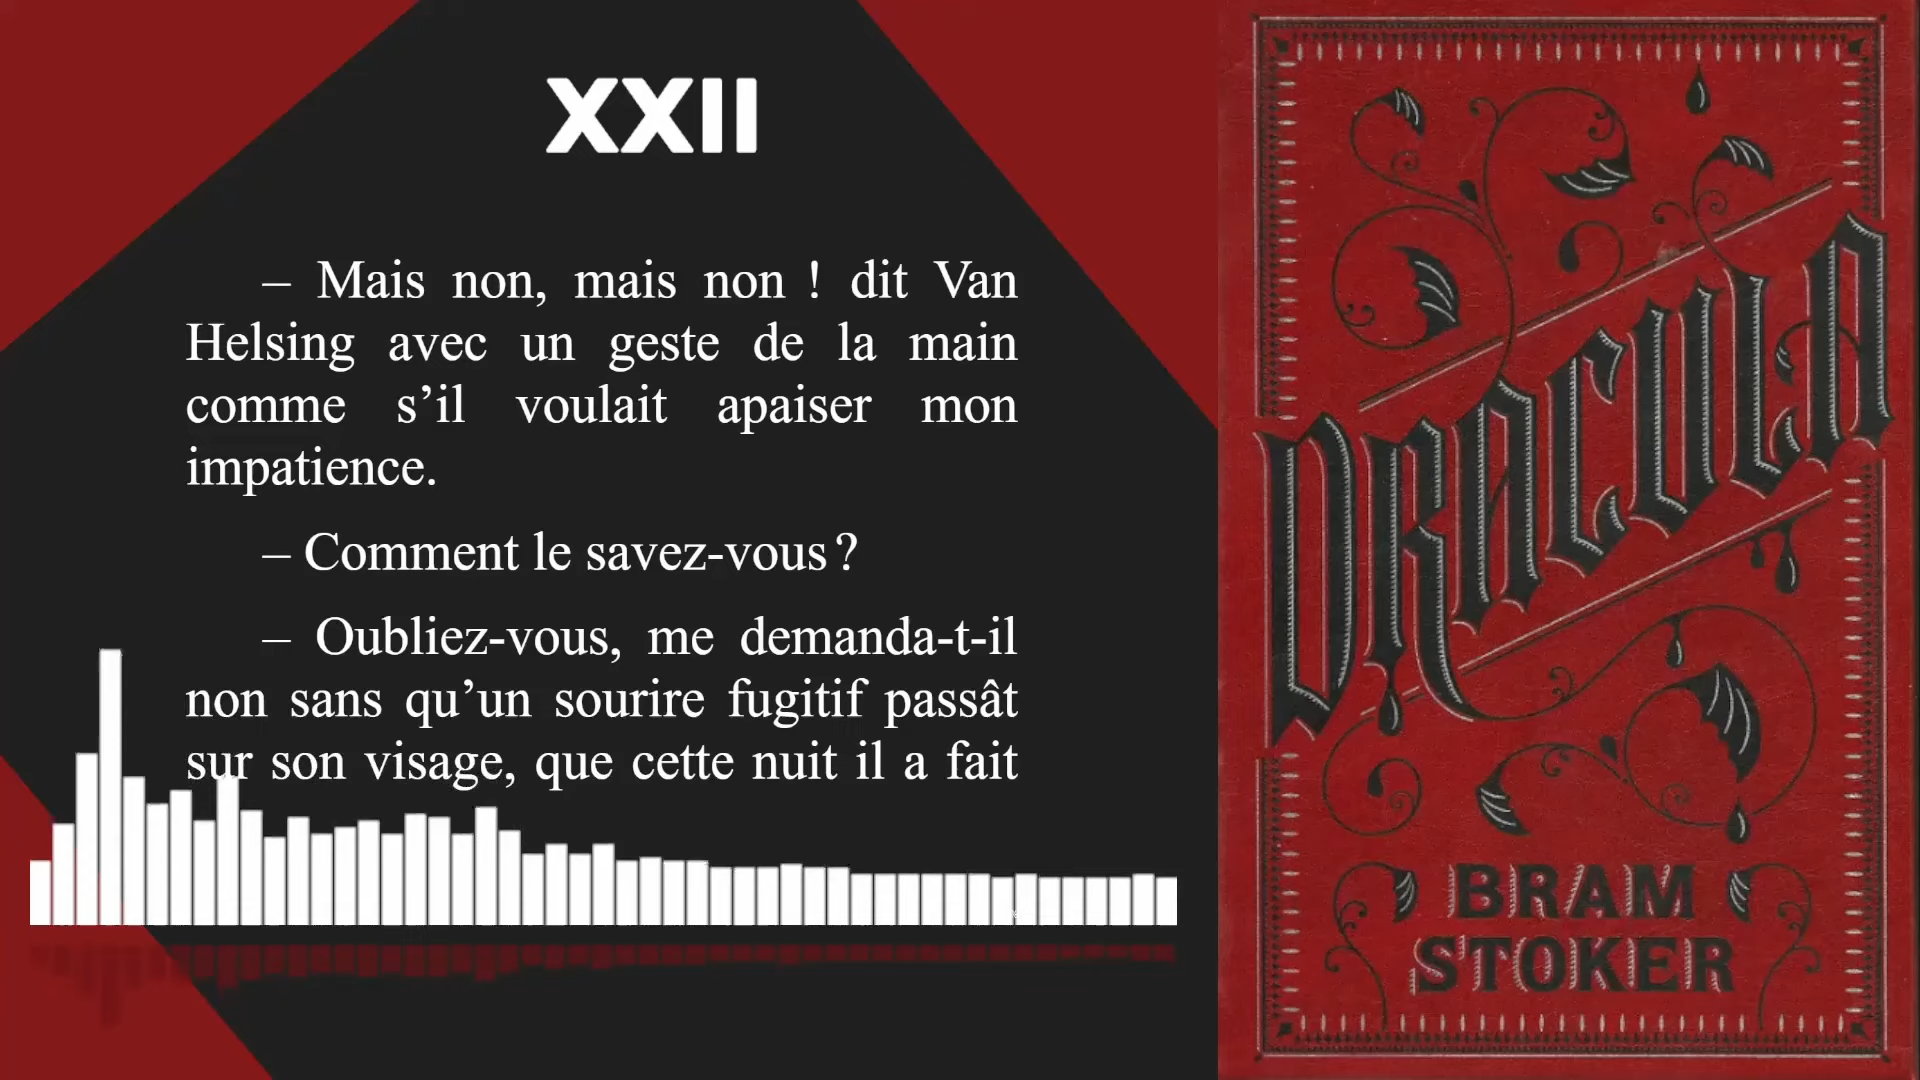 XXII
– Mais non, mais non ! dit Van
Helsing avec un geste de la main
comme s’il voulait apaiser mon
impatience.
– Comment le savez-vous ?
– Oubliez-vous, me demanda-t-il
non sans qu’un sourire fugitif passât
sur son visage, que cette nuit il a fait
DRACULA
BRAM
STOKER